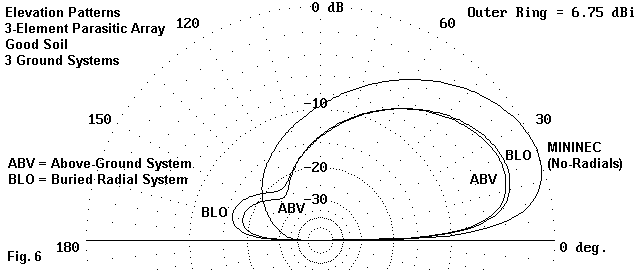 Elevation Patterns
3-Element Parasitic Array
Good Soil
3 Ground Systems
0 dB
Outer Ring = 6.75 dBi
120
60
-10
150
30
MININEC
(No-Radials)
BLO
ABV
ABV = Above-Ground System
BLO = Buried Radial System
-20
-30
BLO
ABV
Fig. 6
180
0 deg.